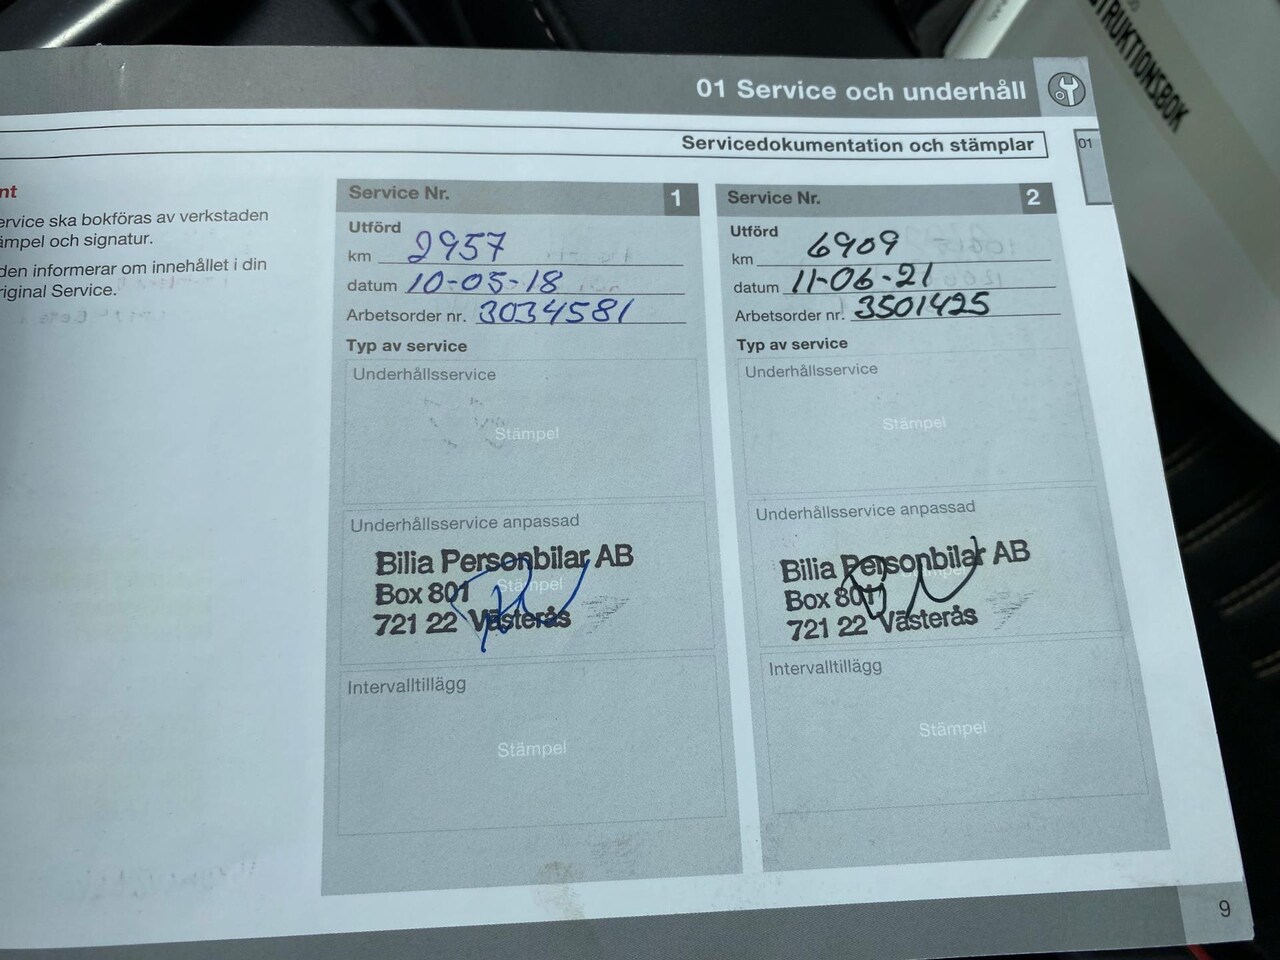 TRUKTIONSBOK
01 Service och underhåll
Servicedokumentation och stämplar
01
nt
ervice ska bokföras av verkstaden
ämpel och signatur.
den informerar om innehållet i din
riginal Service.
Service Nr. 1
Utförd
km 2957
datum 10-05-18
Arbetsorder nr. 3034581
Typ av service
Underhållsservice
Stämpel
Underhållsservice anpassad
Stämpel
Bilia Personbilar AB
Box 801
721 22 Västerås
Intervalltillägg
Stämpel
Service Nr. 2
Utförd
km 6909
datum 11-06-21
Arbetsorder nr. 3501425
Typ av service
Underhållsservice
Stämpel
Underhållsservice anpassad
Bilia Personbilar AB
Box 801
721 22 Västerås
Intervalltillägg
Stämpel
9